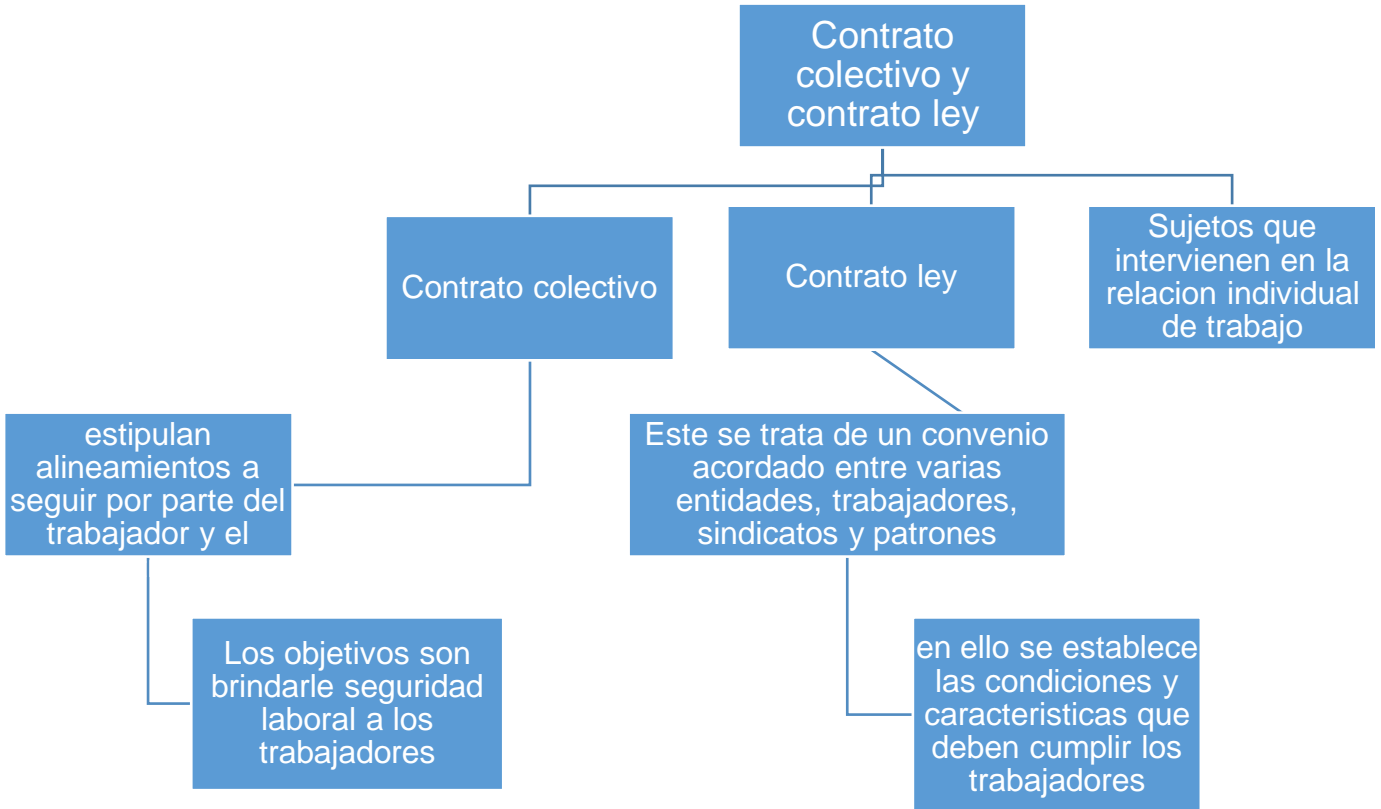 Contrato
colectivo y
contrato ley
Contrato colectivo
Contrato ley
Sujetos que
intervienen en la
relacion individual
de trabajo
estipulan
alineamientos a
seguir por parte del
trabajador y el
Este se trata de un convenio
acordado entre varias
entidades, trabajadores,
sindicatos y patrones
Los objetivos son
brindarle seguridad
laboral a los
trabajadores
en ello se establece
las condiciones y
caracteristicas que
deben cumplir los
trabajadores